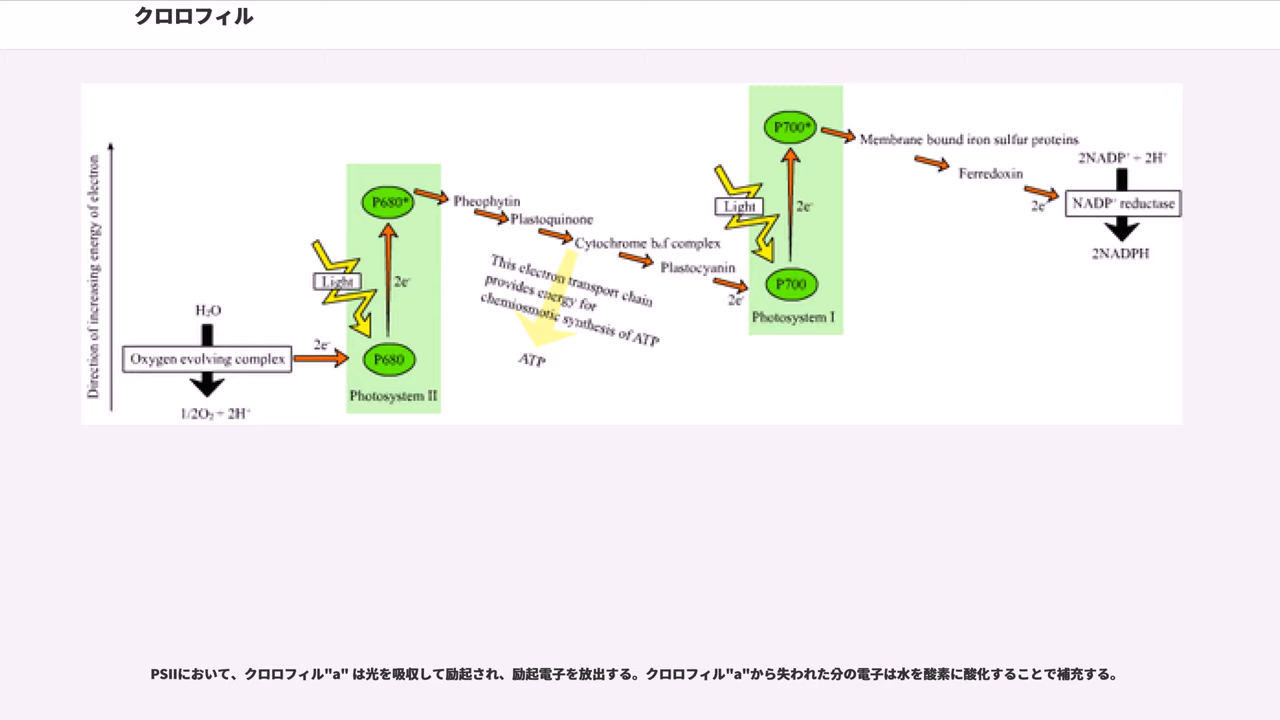 クロロフィル
Direction of increasing energy of electron
H₂O
Oxygen evolving complex
1/2O₂ + 2H⁺
2e⁻
Light
P680*
2e⁻
P680
Photosystem II
Pheophytin
Plastoquinone
Cytochrome b₆f complex
Plastocyanin
2e⁻
This electron transport chain
provides energy for
chemiosmotic synthesis of ATP
ATP
Light
P700*
2e⁻
P700
Photosystem I
Membrane bound iron sulfur proteins
Ferredoxin
2e⁻
2NADP⁺ + 2H⁺
NADP⁺ reductase
2NADPH
PSIIにおいて、クロロフィル"a" は光を吸収して励起され、励起電子を放出する。クロロフィル"a"から失われた分の電子は水を酸素に酸化することで補充する。